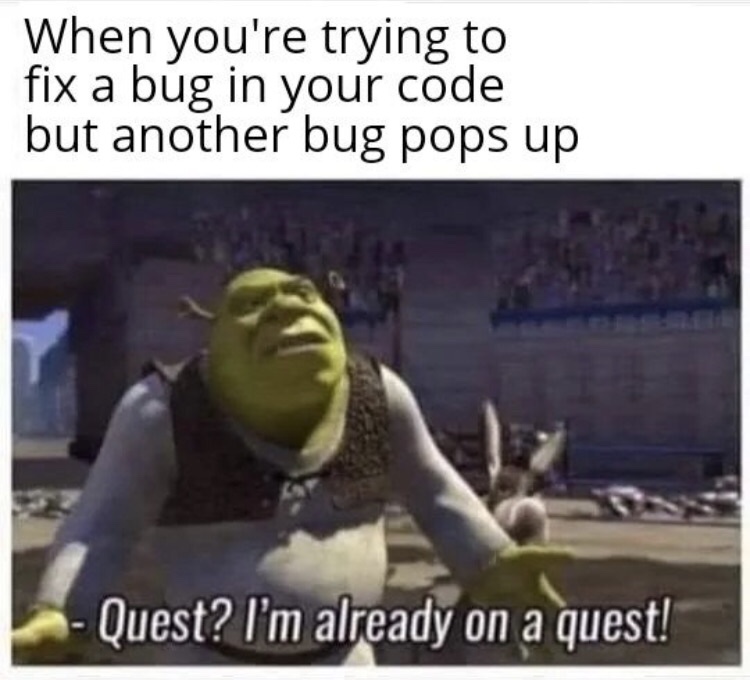 When you're trying to
fix a bug in your code
but another bug pops up
- Quest? I'm already on a quest!